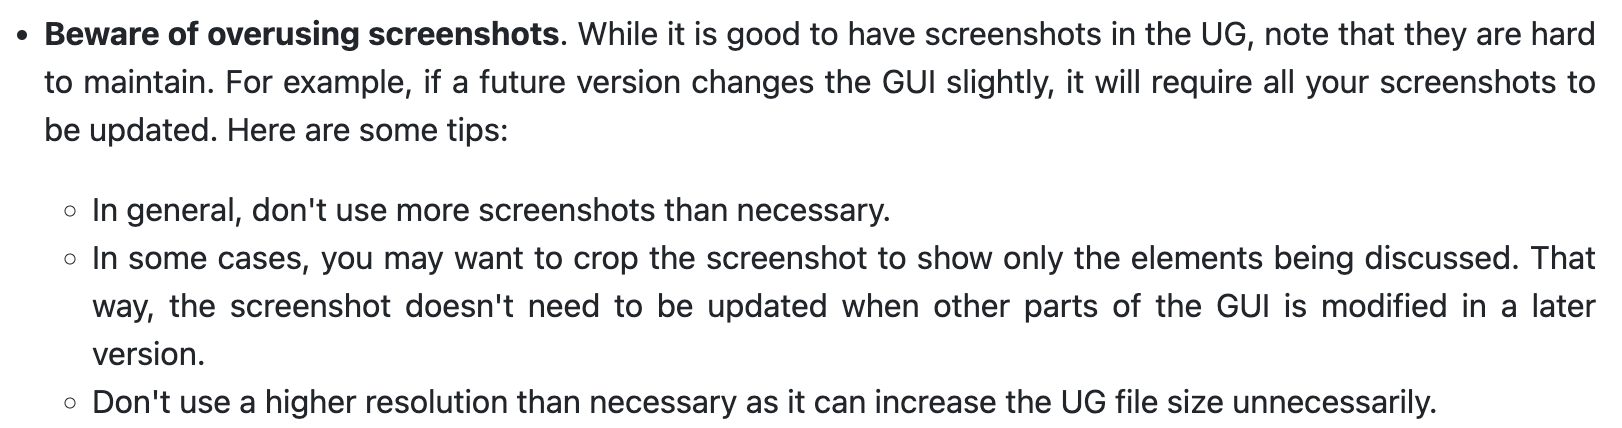 • Beware of overusing screenshots. While it is good to have screenshots in the UG, note that they are hard
to maintain. For example, if a future version changes the GUI slightly, it will require all your screenshots to
be updated. Here are some tips:
○ In general, don't use more screenshots than necessary.
○ In some cases, you may want to crop the screenshot to show only the elements being discussed. That
way, the screenshot doesn't need to be updated when other parts of the GUI is modified in a later
version.
○ Don't use a higher resolution than necessary as it can increase the UG file size unnecessarily.